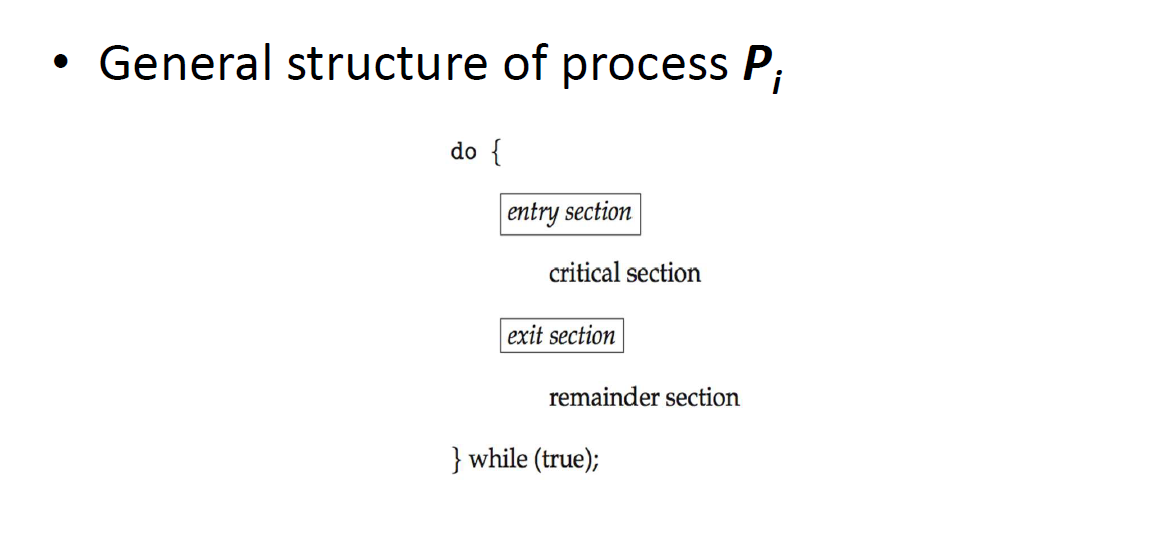 • General structure of process Pi
do {
entry section
critical section
exit section
remainder section
} while (true);